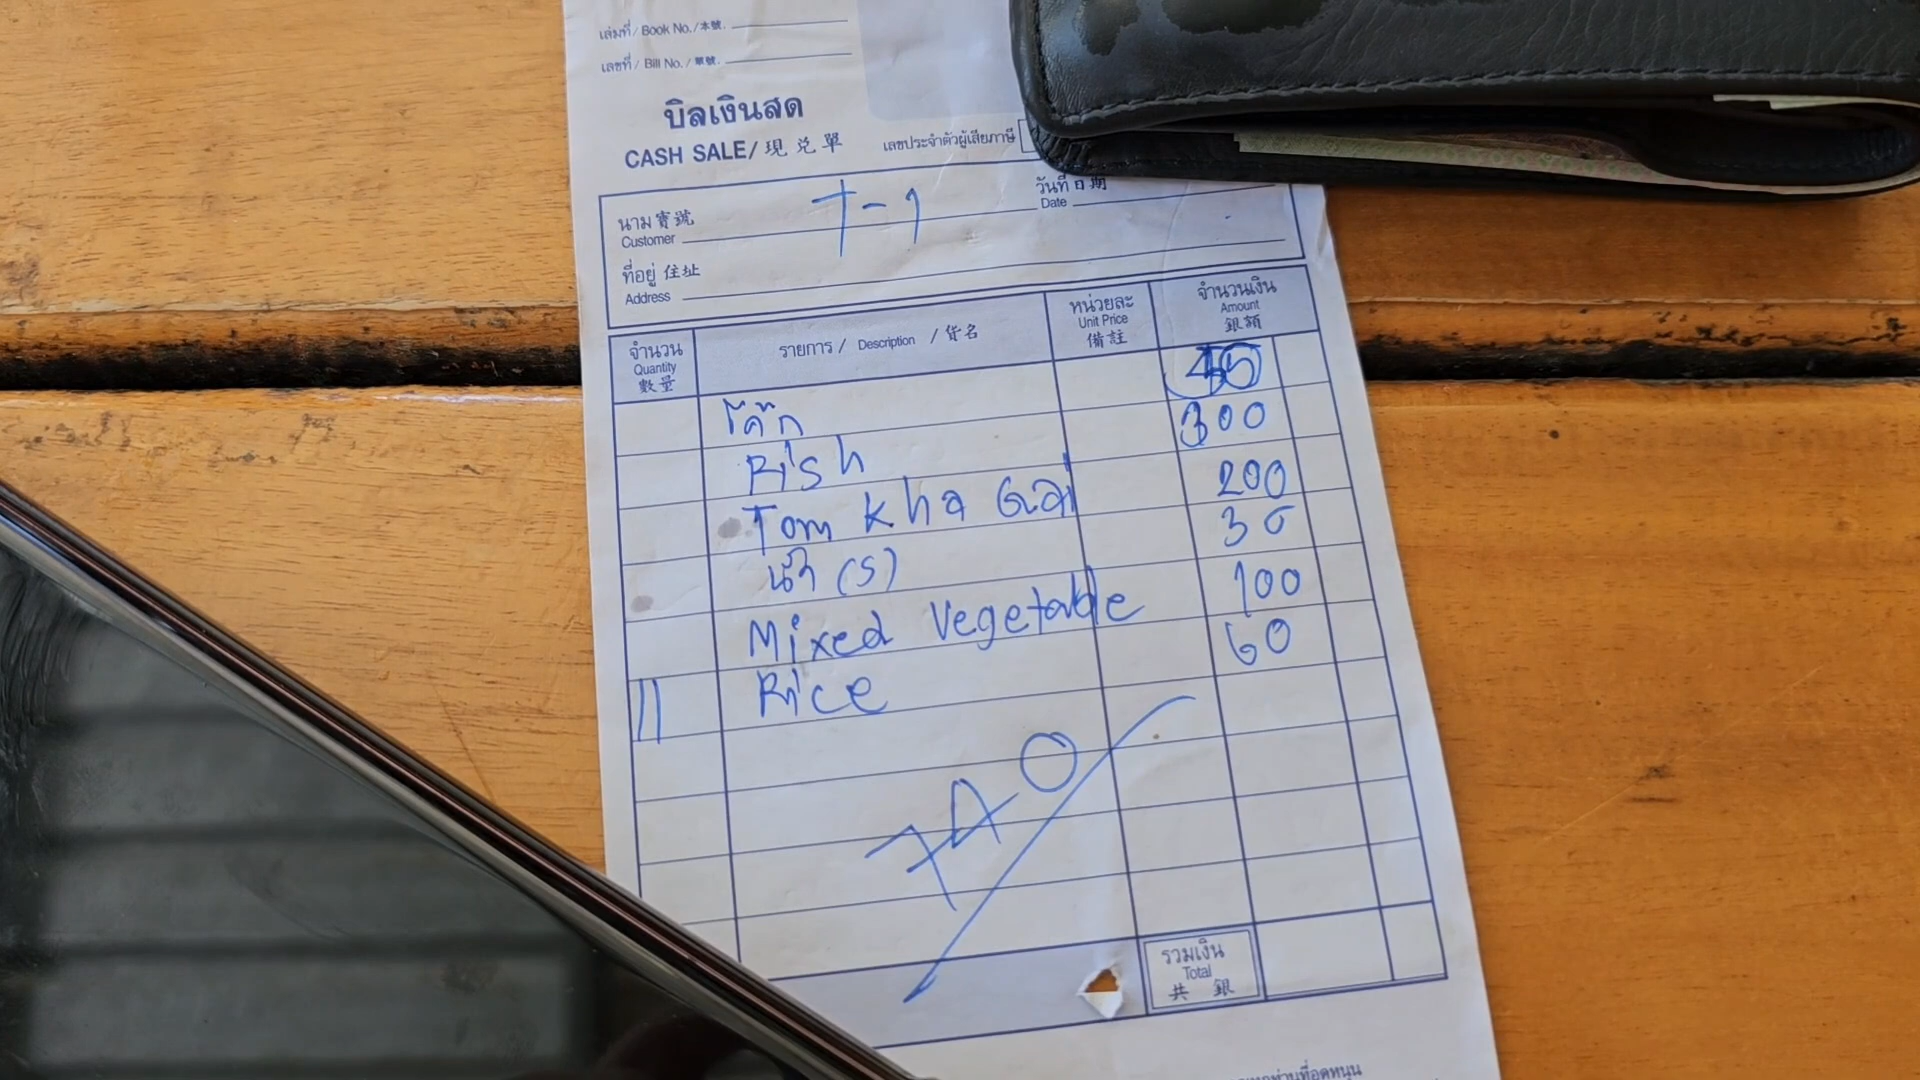 เล่มที่ / Book No. / 本號.
เลขที่ / Bill No. / 單號.
บิลเงินสด
CASH SALE / 現兌單
เลขประจำตัวผู้เสียภาษี
นาม 寶號
Customer
T-1
วันที่ 日期
Date
ที่อยู่ 住址
Address
จำนวน
Quantity
數量
รายการ / Description / 貨名
หน่วยละ
Unit Price
備註
จำนวนเงิน
Amount
銀額
โค๊ก 45
Fish 300
Tom kha Gai 200
น้ำ (S) 30
Mixed Vegetable 100
|| Rice 60
740
รวมเงิน
Total
共 銀